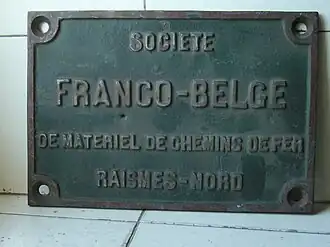 SOCIETE
FRANCO-BELGE
DE MATERIEL DE CHEMINS DE FER
RAISMES-NORD